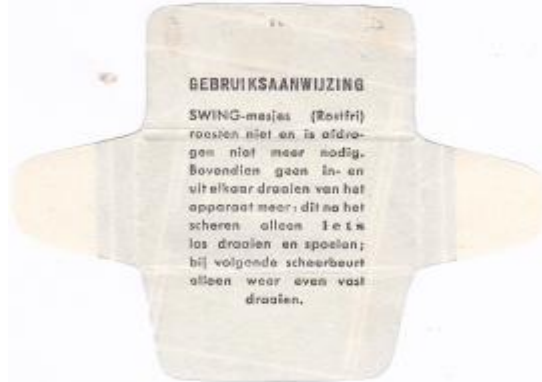 GEBRUIKSAANWIJZING
SWING-mesjes (Rostfri)
roesten niet en is afdro-
gen niet meer nodig.
Bovendien geen in- en
uit elkaar draaien van het
apparaat meer: dit na het
scheren alleen iets
los draaien en spoelen;
bij volgende scheerbeurt
alleen weer even vast
draaien.